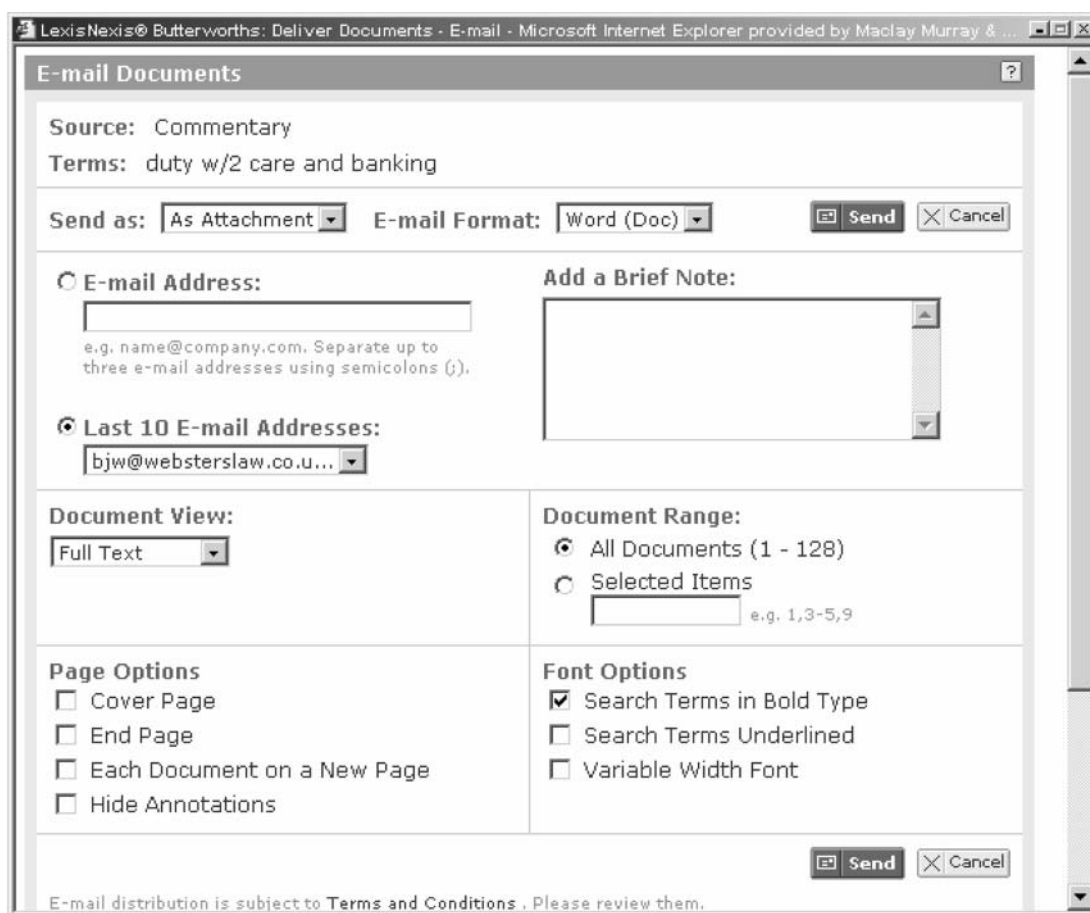 LexisNexis® Butterworths: Deliver Documents - E-mail - Microsoft Internet Explorer provided by Maclay Murray & ...
E-mail Documents ?
Source: Commentary
Terms: duty w/2 care and banking
Send as: As Attachment E-mail Format: Word (Doc) Send Cancel
E-mail Address:
e.g. name@company.com. Separate up to
three e-mail addresses using semicolons (;).
Last 10 E-mail Addresses:
bjw@websterslaw.co.u...
Add a Brief Note:
Document View:
Full Text
Document Range:
All Documents (1 - 128)
Selected Items
e.g. 1,3-5,9
Page Options
Cover Page
End Page
Each Document on a New Page
Hide Annotations
Font Options
Search Terms in Bold Type
Search Terms Underlined
Variable Width Font
Send Cancel
E-mail distribution is subject to Terms and Conditions . Please review them.